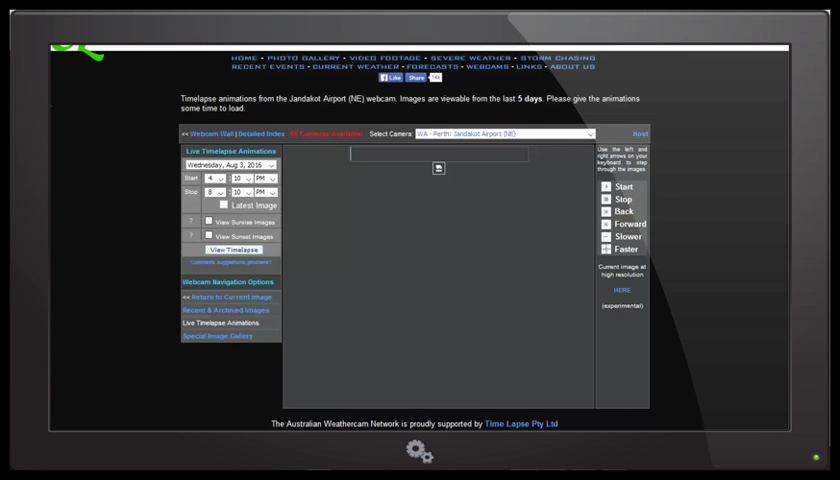 HOME - PHOTO GALLERY - VIDEO FOOTAGE - SEVERE WEATHER - STORM CHASING
RECENT EVENTS - CURRENT WEATHER - FORECASTS - WEBCAMS - LINKS - ABOUT US
Like Share 14k
Timelapse animations from the Jandakot Airport (NE) webcam. Images are viewable from the last 5 days. Please give the animations
some time to load.
<< Webcam Wall | Detailed Index Cameras Available Select Camera: WA - Perth: Jandakot Airport (NE) Host
Live Timelapse Animations
Wednesday, Aug 3, 2016
Start 4 : 10 PM
Stop 8 : 10 PM
Latest Image
? View Sunrise Images
? View Sunset Images
View Timelapse
Comments suggestions problems?
Webcam Navigation Options
<< Return to Current Image
Recent & Archived Images
Live Timelapse Animations
Special Image Gallery
Use the left and
right arrows on your
keyboard to step
through the images
Start
Stop
Back
Forward
Slower
Faster
Current image at
high resolution
HERE
(experimental)
The Australian Weathercam Network is proudly supported by Time Lapse Pty Ltd